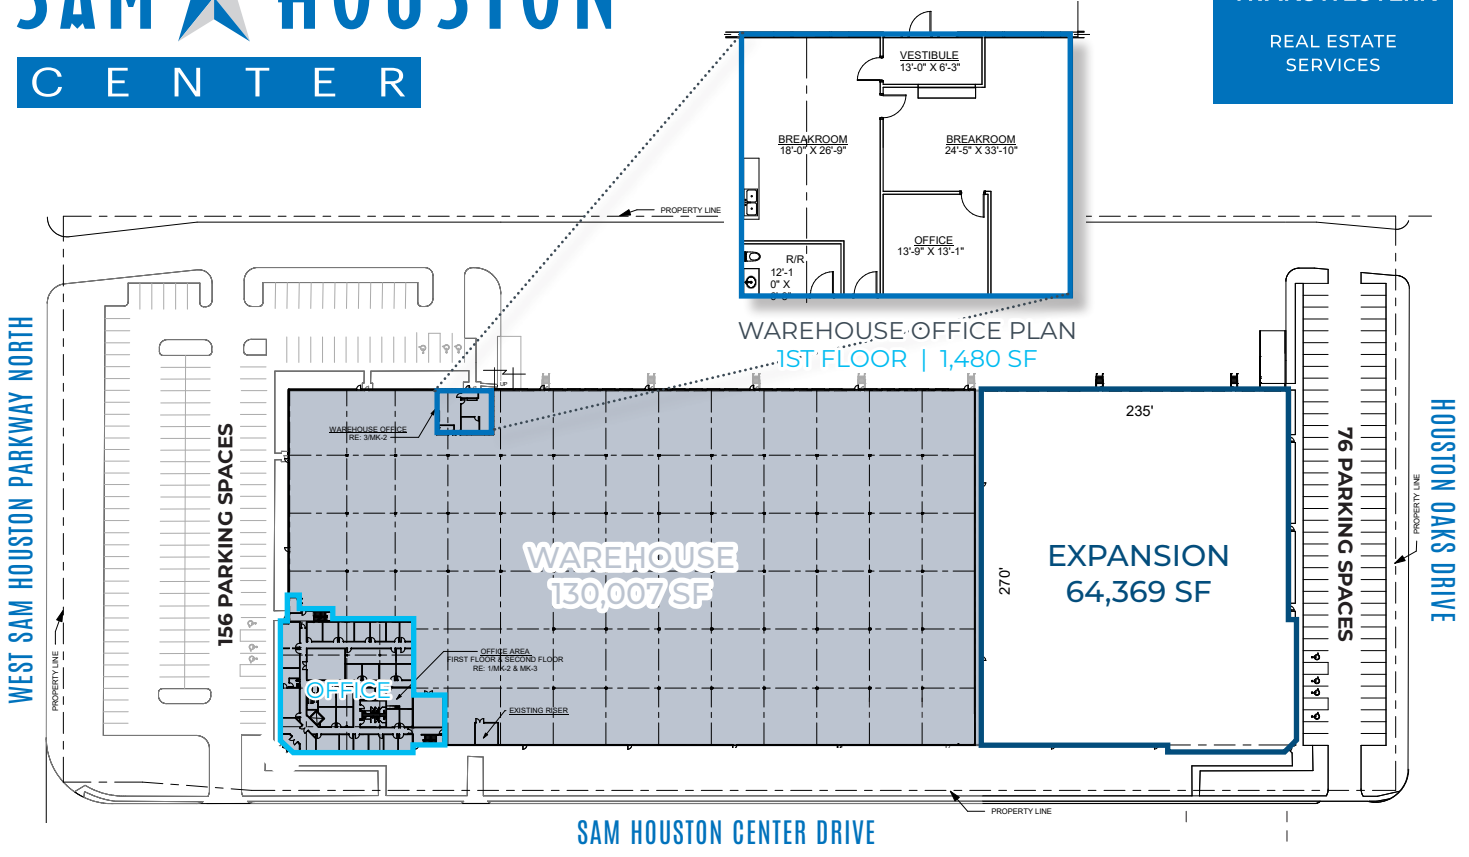 SAM HOUSTON
CENTER
REAL ESTATE
SERVICES
VESTIBULE
13'-0" X 6'-3"
BREAKROOM
18'-0" X 26'-9"
BREAKROOM
24'-5" X 33'-10"
OFFICE
13'-9" X 13'-1"
R/R
12'-1
0" X
WAREHOUSE OFFICE PLAN
1ST FLOOR | 1,480 SF
PROPERTY LINE
WEST SAM HOUSTON PARKWAY NORTH
156 PARKING SPACES
WAREHOUSE OFFICE
RE: 3/MK-2
WAREHOUSE
130,007 SF
235'
270'
EXPANSION
64,369 SF
76 PARKING SPACES
HOUSTON OAKS DRIVE
PROPERTY LINE
PROPERTY LINE
OFFICE AREA
FIRST FLOOR & SECOND FLOOR
RE: 1/MK-2 & MK-3
OFFICE
EXISTING RISER
PROPERTY LINE
SAM HOUSTON CENTER DRIVE